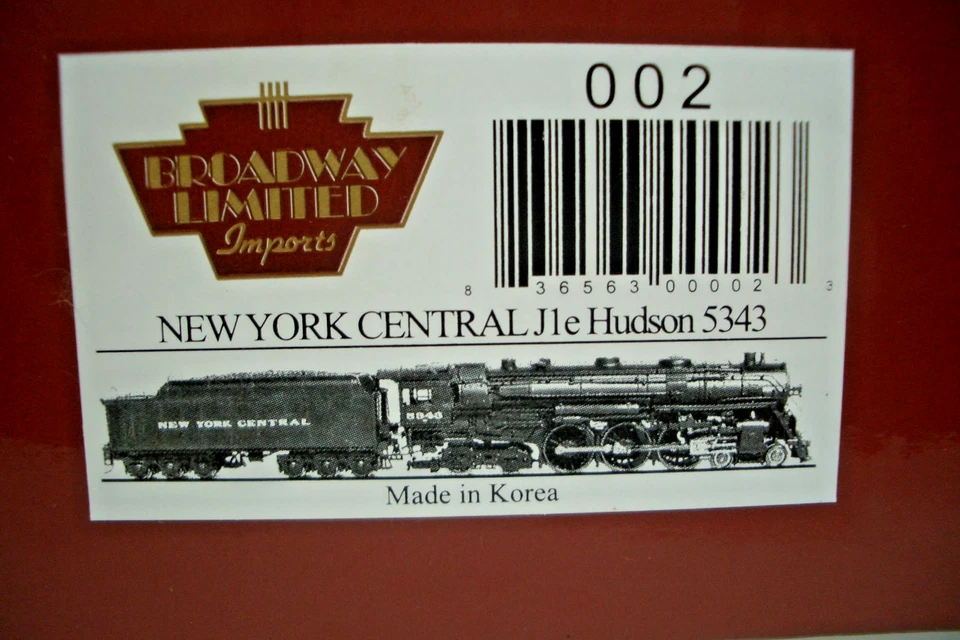 BROADWAY
LIMITED
Imports
002
8 36563 00002 3
NEW YORK CENTRAL J1e Hudson 5343
NEW YORK CENTRAL
5343
Made in Korea